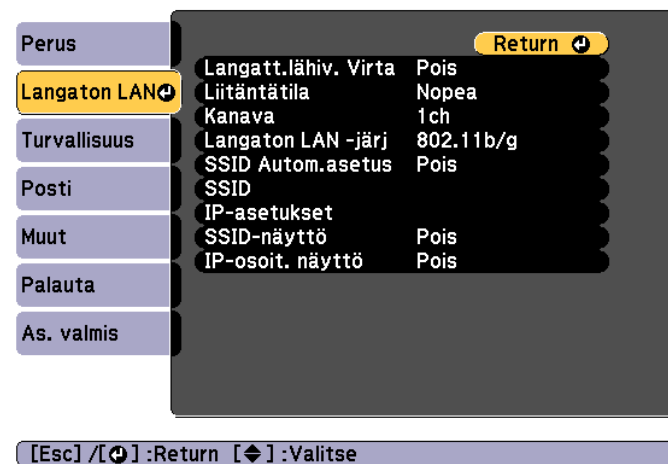 Perus
Langaton LAN
Turvallisuus
Posti
Muut
Palauta
As. valmis
Return
Langatt.lähiv. Virta Pois
Liitäntätila Nopea
Kanava 1ch
Langaton LAN -järj 802.11b/g
SSID Autom.asetus Pois
SSID
IP-asetukset
SSID-näyttö Pois
IP-osoit. näyttö Pois
[Esc] /[⏎] :Return [◆] :Valitse